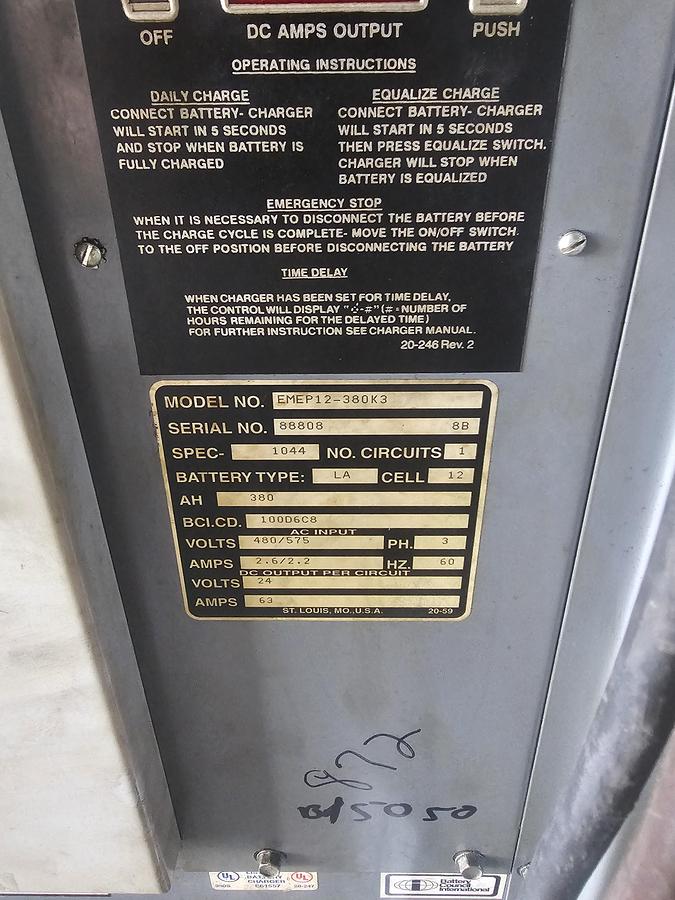 OFF
DC AMPS OUTPUT
PUSH
OPERATING INSTRUCTIONS
DAILY CHARGE
CONNECT BATTERY- CHARGER
WILL START IN 5 SECONDS
AND STOP WHEN BATTERY IS
FULLY CHARGED
EQUALIZE CHARGE
CONNECT BATTERY- CHARGER
WILL START IN 5 SECONDS
THEN PRESS EQUALIZE SWITCH.
CHARGER WILL STOP WHEN
BATTERY IS EQUALIZED
EMERGENCY STOP
WHEN IT IS NECESSARY TO DISCONNECT THE BATTERY BEFORE
THE CHARGE CYCLE IS COMPLETE- MOVE THE ON/OFF SWITCH
TO THE OFF POSITION BEFORE DISCONNECTING THE BATTERY
TIME DELAY
WHEN CHARGER HAS BEEN SET FOR TIME DELAY,
THE CONTROL WILL DISPLAY "-#" (# = NUMBER OF
HOURS REMAINING FOR THE DELAYED TIME)
FOR FURTHER INSTRUCTION SEE CHARGER MANUAL.
20-246 Rev. 2
MODEL NO. EMEP12-380K3
SERIAL NO. 88808 8B
SPEC- 1044 NO. CIRCUITS 1
BATTERY TYPE: LA CELL 12
AH 380
BCI.CD. 100D6C8
AC INPUT
VOLTS 480/575 PH. 3
AMPS 2.6/2.2 HZ. 60
DC OUTPUT PER CIRCUIT
VOLTS 24
AMPS 63
ST. LOUIS, MO., U.S.A. 20-59
872
5050
UL
BATTERY
CHARGER
UL
Battery
Council
International